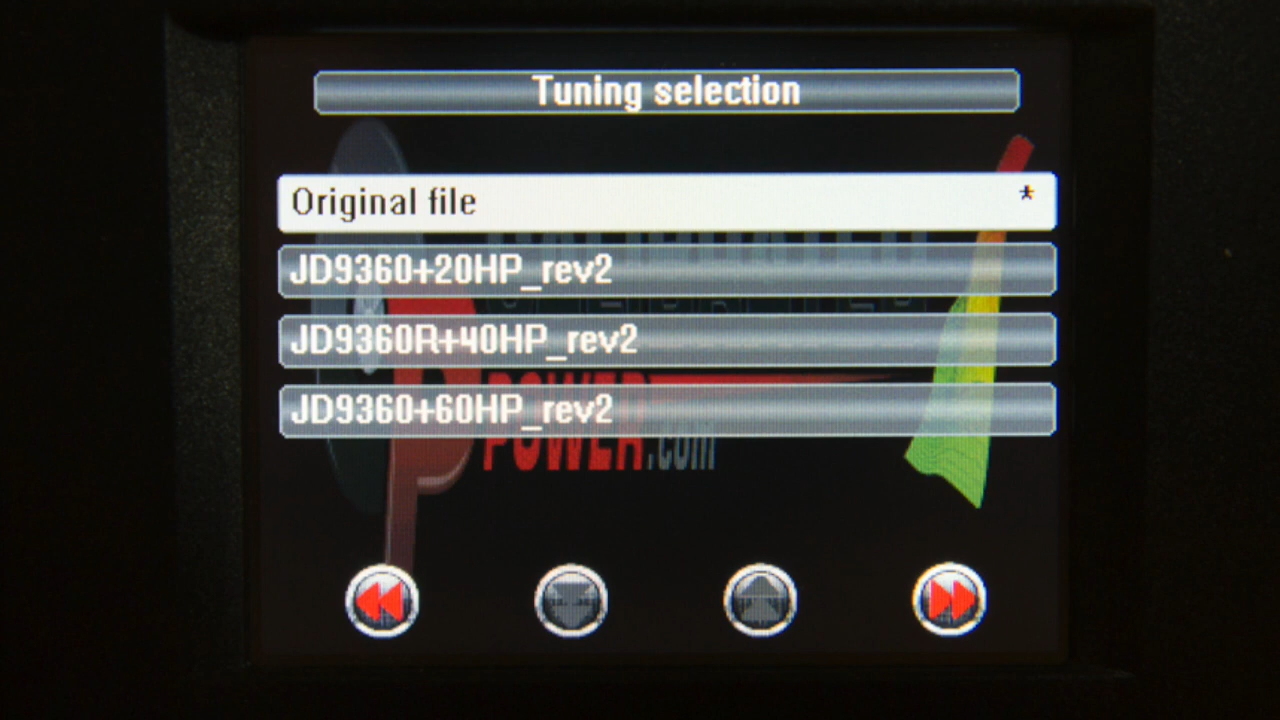 Tuning selection
Original file *
JD9360+20HP_rev2
JD9360R+40HP_rev2
JD9360+60HP_rev2
POWER.com